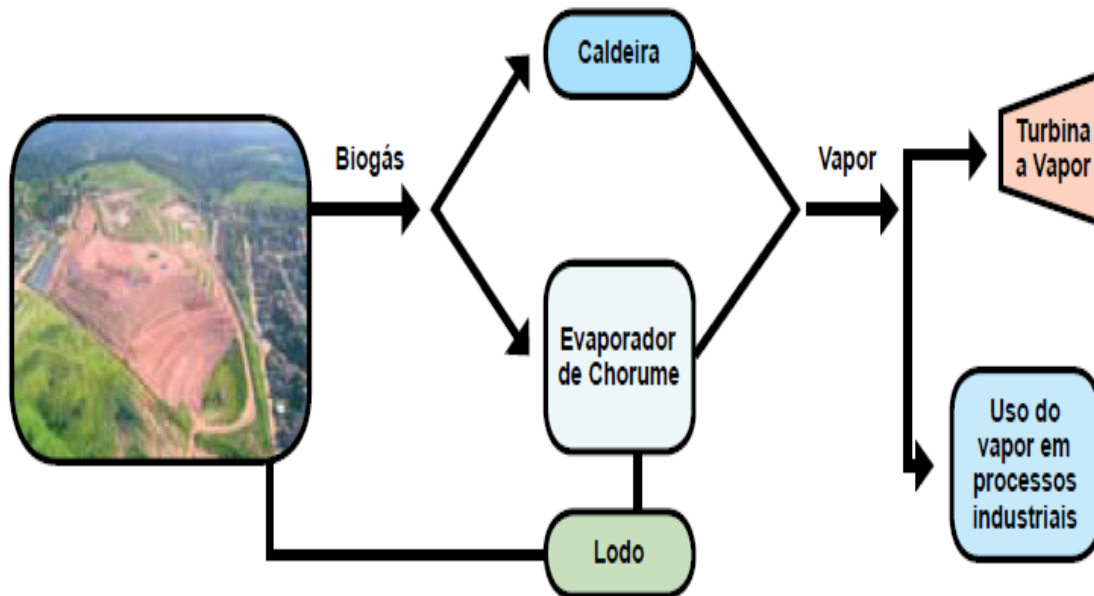 Caldeira
Biogás
Vapor
Turbina
a Vapor
Evaporador
de Chorume
Uso do
vapor em
processos
industriais
Lodo